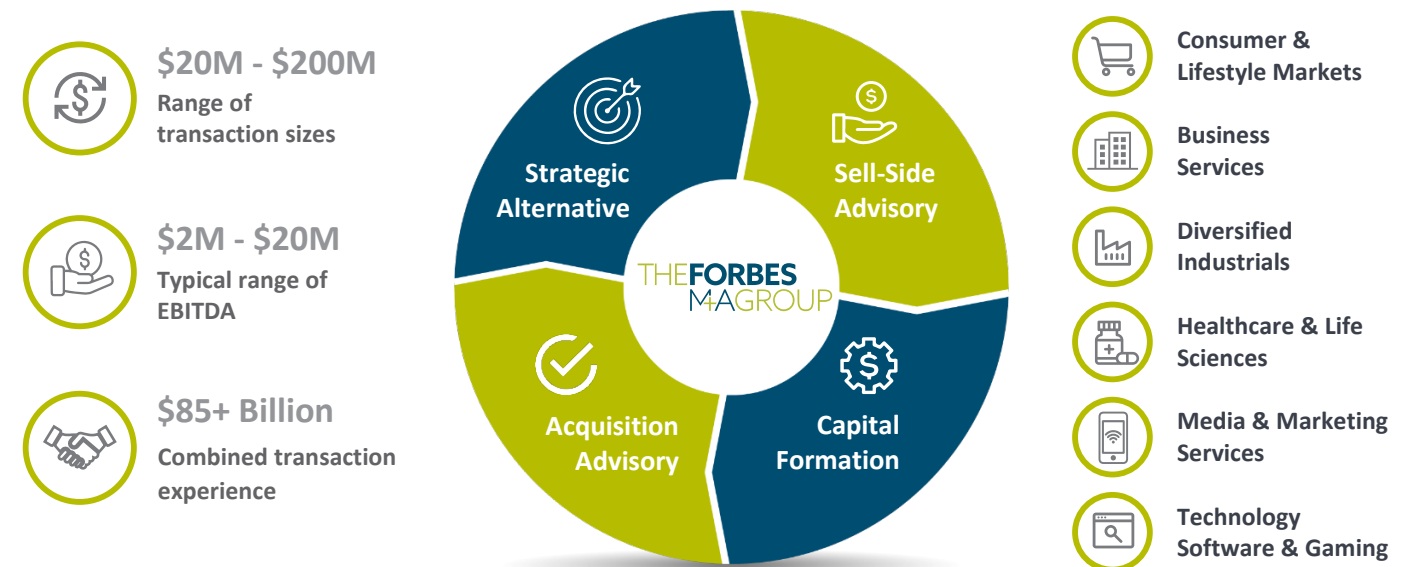 $20M - $200M
Range of
transaction sizes
$2M - $20M
Typical range of
EBITDA
$85+ Billion
Combined transaction
experience
Strategic
Alternative
Sell-Side
Advisory
THEFORBES
M+AGROUP
Acquisition
Advisory
Capital
Formation
Consumer &
Lifestyle Markets
Business
Services
Diversified
Industrials
Healthcare & Life
Sciences
Media & Marketing
Services
Technology
Software & Gaming